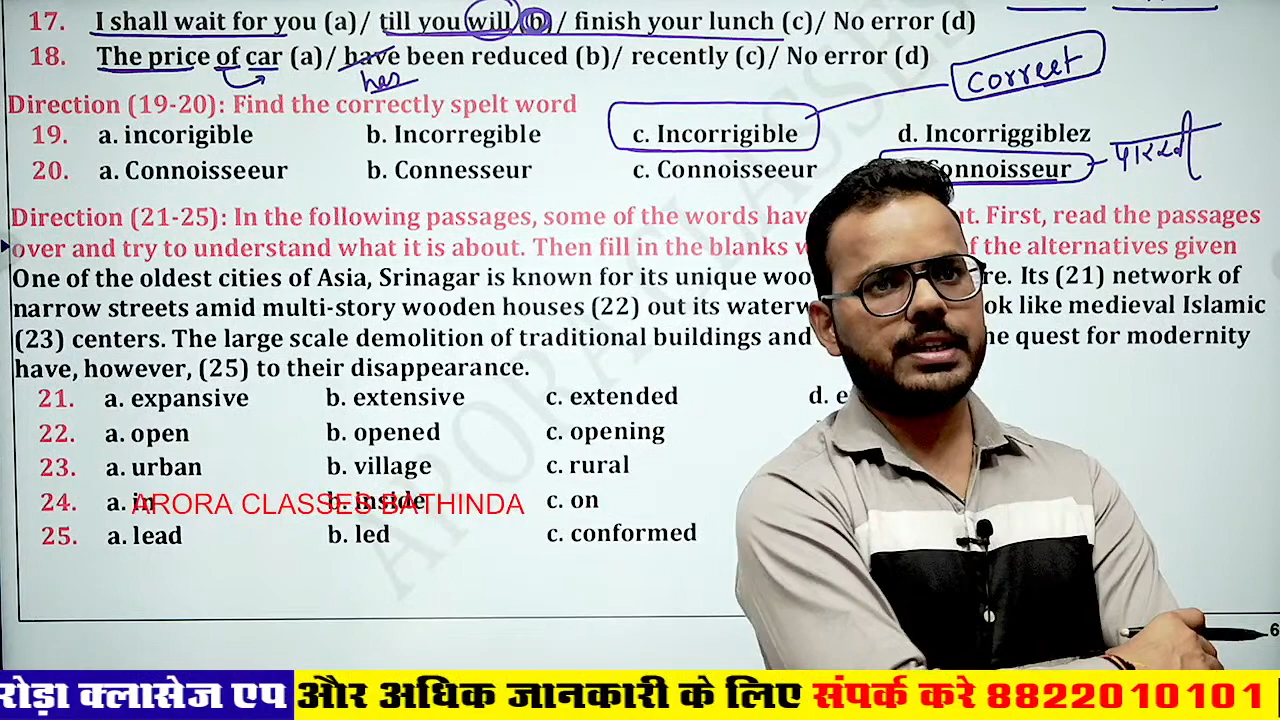 17. I shall wait for you (a)/ till you will (b)/ finish your lunch (c)/ No error (d)
18. The price of car (a)/ have been reduced (b)/ recently (c)/ No error (d)
has
correct
Direction (19-20): Find the correctly spelt word
19. a. incorigible b. Incorregible c. Incorrigible d. Incorriggiblez
20. a. Connoisseeur b. Connesseur c. Connoisseeur onnoisseur पारखी
Direction (21-25): In the following passages, some of the words hav t. First, read the passages
over and try to understand what it is about. Then fill in the blanks w f the alternatives given
One of the oldest cities of Asia, Srinagar is known for its unique woo re. Its (21) network of
narrow streets amid multi-story wooden houses (22) out its waterw ok like medieval Islamic
(23) centers. The large scale demolition of traditional buildings and he quest for modernity
have, however, (25) to their disappearance.
21. a. expansive b. extensive c. extended d. e
22. a. open b. opened c. opening
23. a. urban b. village c. rural
24. a. in b. inside c. on
ARORA CLASSES BATHINDA
25. a. lead b. led c. conformed
6
रोड़ा क्लासेज एप और अधिक जानकारी के लिए संपर्क करे 8822010101